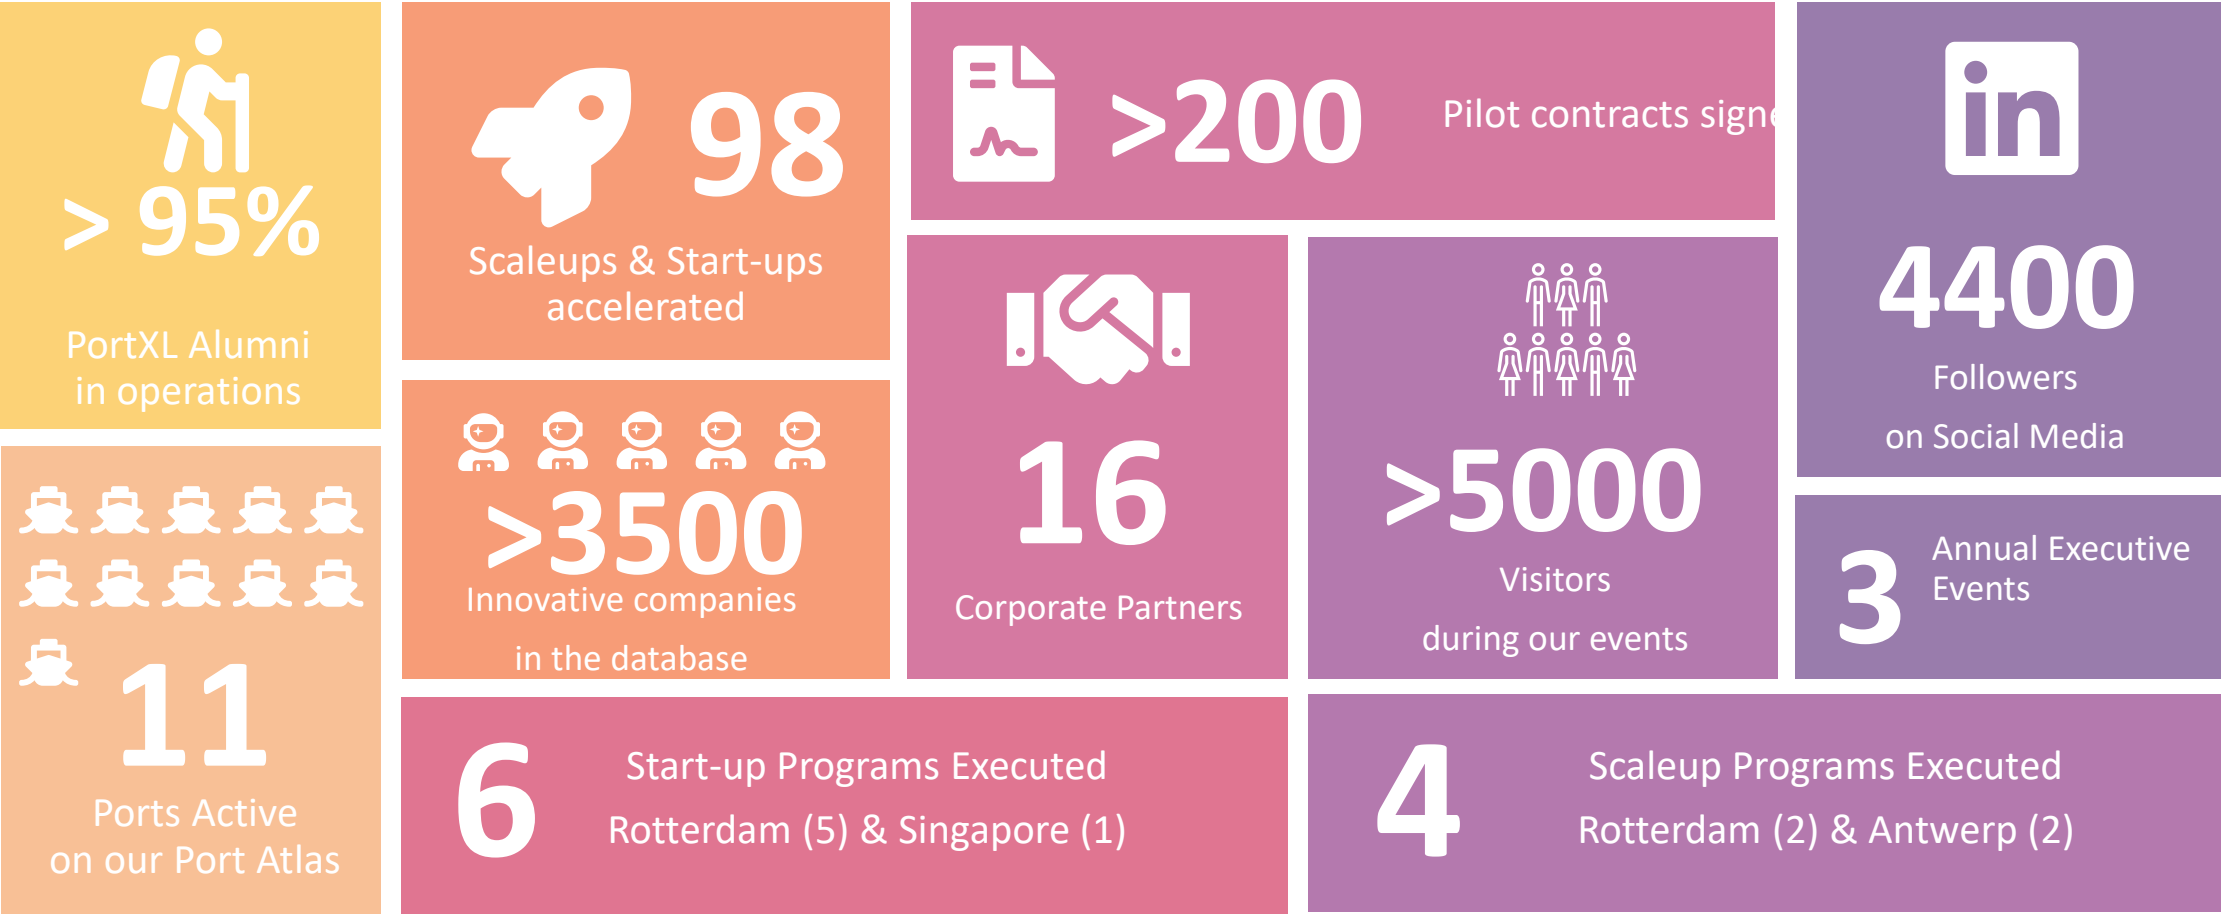 > 95%
PortXL Alumni
in operations
98
Scaleups & Start-ups
accelerated
>200
Pilot contracts signe
in
4400
Followers
on Social Media
>3500
Innovative companies
in the database
16
Corporate Partners
>5000
Visitors
during our events
3
Annual Executive
Events
11
Ports Active
on our Port Atlas
6
Start-up Programs Executed
Rotterdam (5) & Singapore (1)
4
Scaleup Programs Executed
Rotterdam (2) & Antwerp (2)